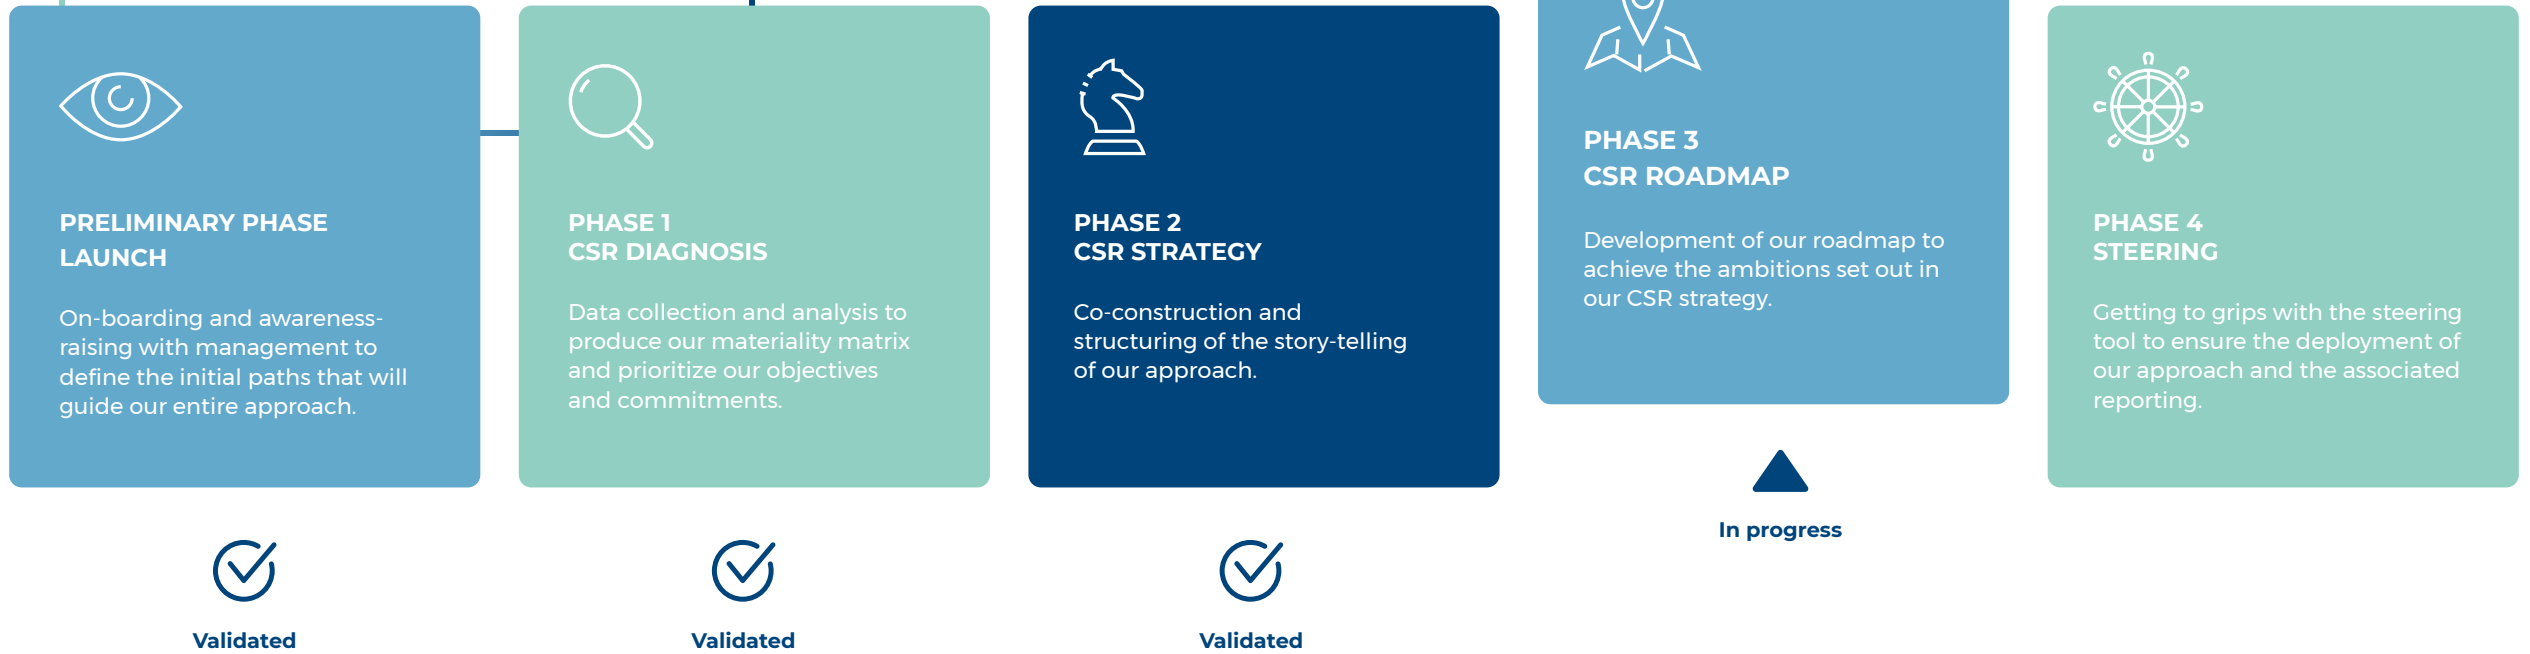 PRELIMINARY PHASE
LAUNCH
On-boarding and awareness-
raising with management to
define the initial paths that will
guide our entire approach.
Validated
PHASE 1
CSR DIAGNOSIS
Data collection and analysis to
produce our materiality matrix
and prioritize our objectives
and commitments.
Validated
PHASE 2
CSR STRATEGY
Co-construction and
structuring of the story-telling
of our approach.
Validated
PHASE 3
CSR ROADMAP
Development of our roadmap to
achieve the ambitions set out in
our CSR strategy.
In progress
PHASE 4
STEERING
Getting to grips with the steering
tool to ensure the deployment of
our approach and the associated
reporting.